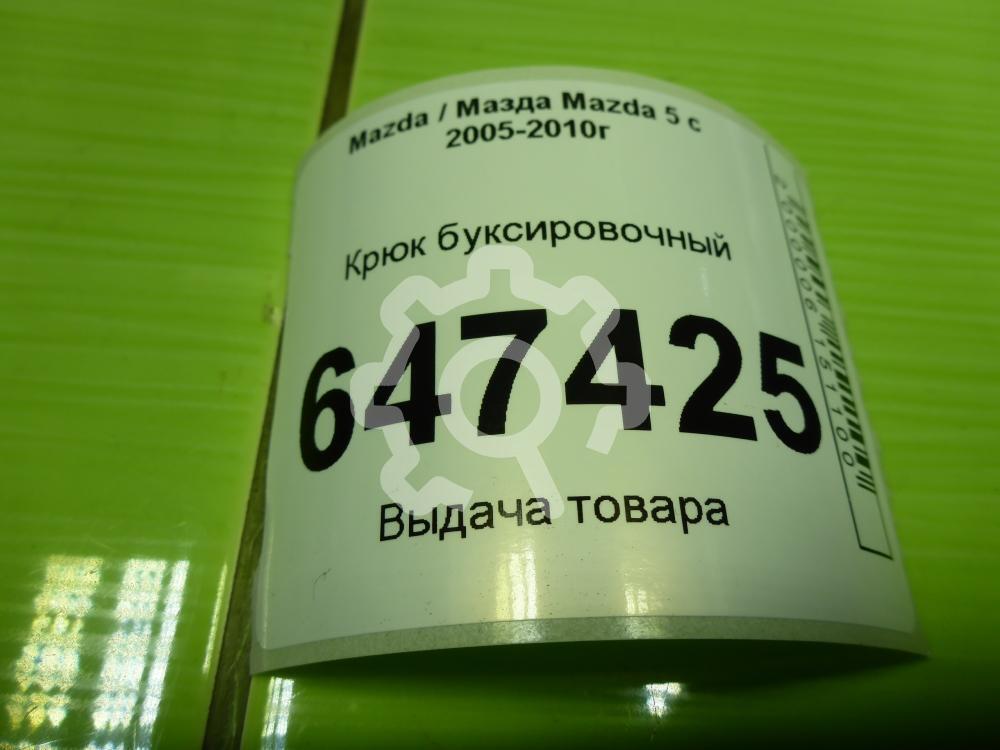 Mazda / Мазда Mazda 5 с
2005-2010г
Крюк буксировочный
647425
Выдача товара